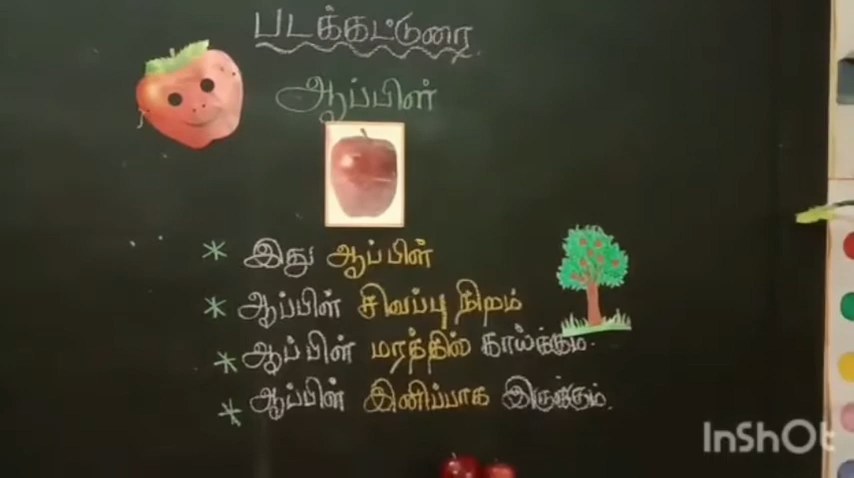 படக்கட்டுரை
ஆப்பிள்
* இது ஆப்பிள்
* ஆப்பிள் சிவப்பு நிறம்
* ஆப்பிள் மரத்தில் காய்க்கும்.
* ஆப்பிள் இனிப்பாக இருக்கும்.
InShOt